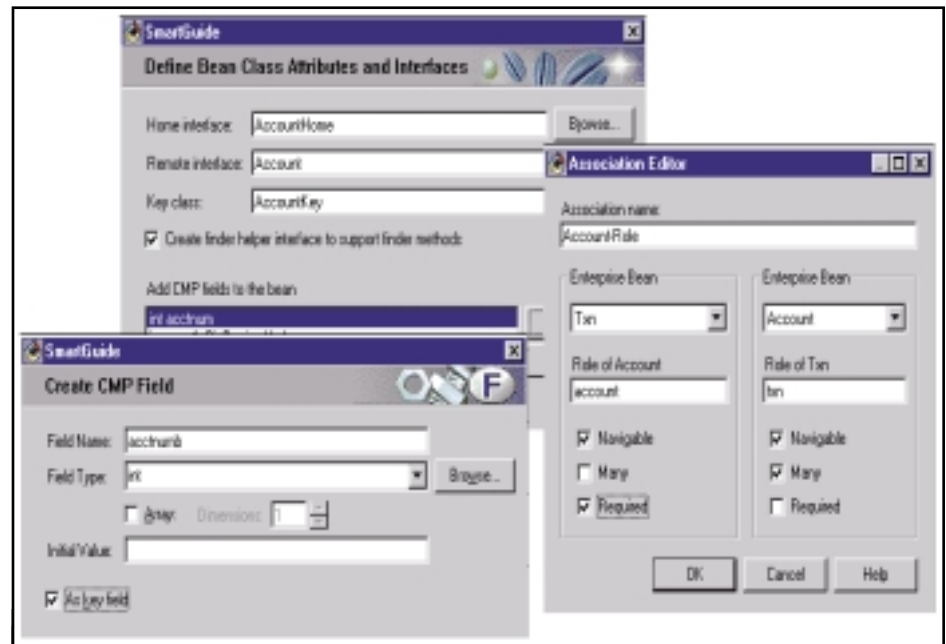 SmartGuide
Define Bean Class Attributes and Interfaces
Home interface: AccountHome Browse...
Remote interface: Account
Key class: AccountKey
Create finder helper interface to support finder methods
Add CMP fields to the bean
int acctnum
SmartGuide
Create CMP Field
Field Name: acctnumb
Field Type: int Browse...
Array Dimensions: 1
Initial Value:
As key field
Association Editor
Association name:
Account-Role
Enterprise Bean Enterprise Bean
Txn Account
Role of Account Role of Txn
account txn
Navigable Navigable
Many Many
Required Required
OK Cancel Help